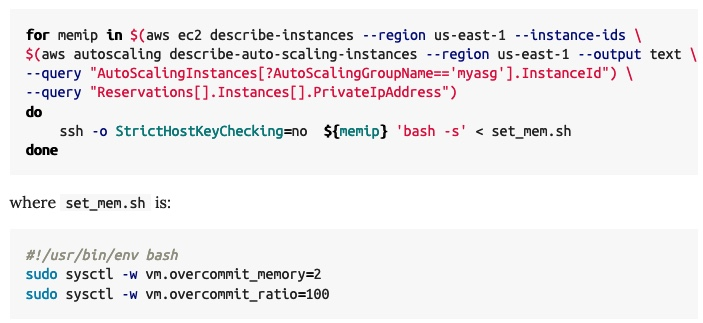 for memip in $(aws ec2 describe-instances --region us-east-1 --instance-ids \
$(aws autoscaling describe-auto-scaling-instances --region us-east-1 --output text \
--query "AutoScalingInstances[?AutoScalingGroupName=='myasg'].InstanceId") \
--query "Reservations[].Instances[].PrivateIpAddress")
do
    ssh -o StrictHostKeyChecking=no  ${memip} 'bash -s' < set_mem.sh
done
where set_mem.sh is:
#!/usr/bin/env bash
sudo sysctl -w vm.overcommit_memory=2
sudo sysctl -w vm.overcommit_ratio=100